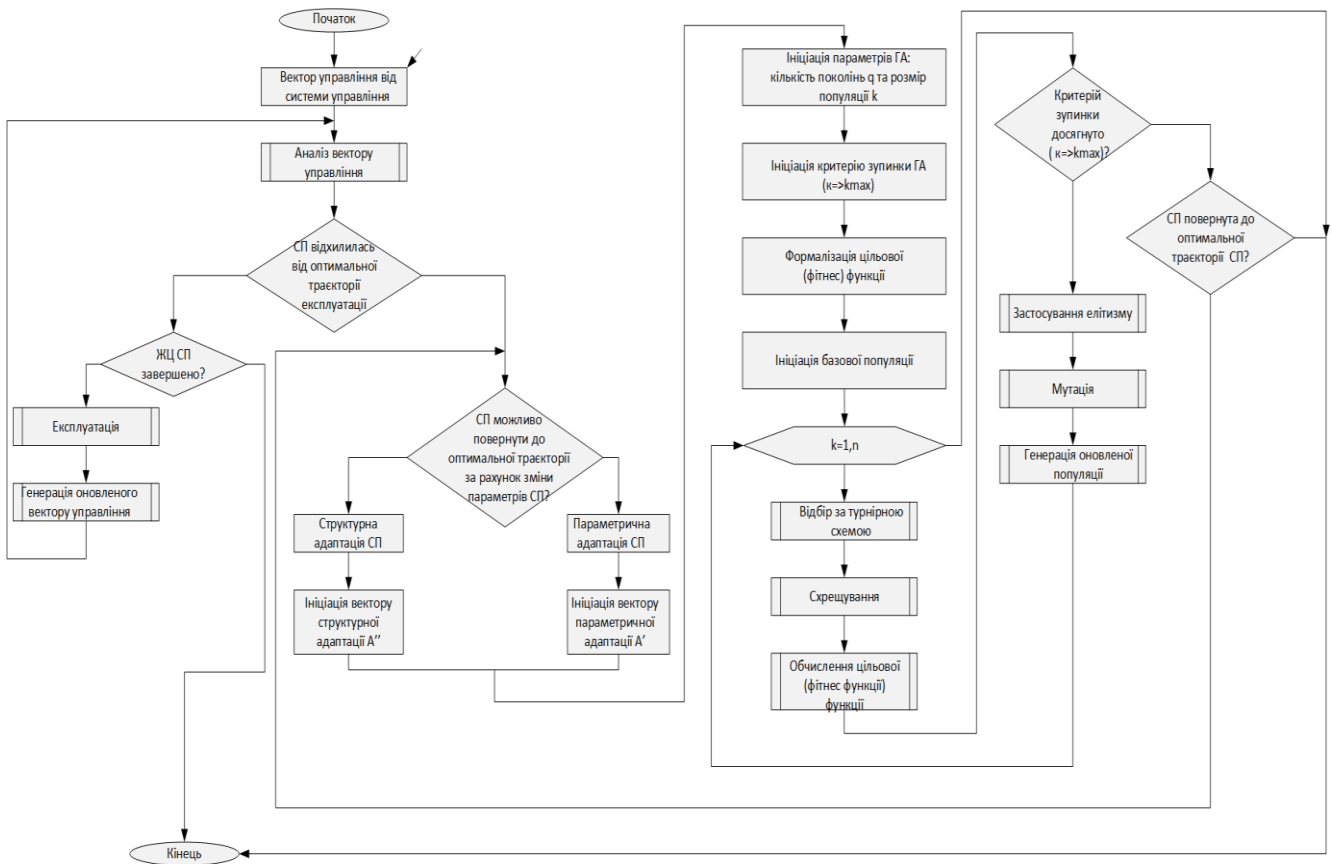 Початок
Вектор управління від
системи управління
Аналіз вектору
управління
СП відхилилась
від оптимальної
траєкторії
експлуатації
ЖЦ СП
завершено?
Експлуатація
Генерація оновленого
вектору управління
СП можливо
повернути до
оптимальної траєкторії
за рахунок зміни
параметрів СП?
Структурна
адаптація СП
Параметрична
адаптація СП
Ініціація вектору
структурної
адаптації A′′
Ініціація вектору
параметричної
адаптації A′
Кінець
Ініціація параметрів ГА:
кількість поколінь q та розмір
популяції k
Ініціація критерію зупинки ГА
(к=>kmax)
Формалізація цільової
(фітнес) функції
Ініціація базової популяції
k=1,n
Відбір за турнірною
схемою
Схрещування
Обчислення цільової
(фітнес функції)
функції
Критерій
зупинки
досягнуто
( к=>kmax)?
СП повернута до
оптимальної
траєкторії СП?
Застосування елітизму
Мутація
Генерація оновленої
популяції